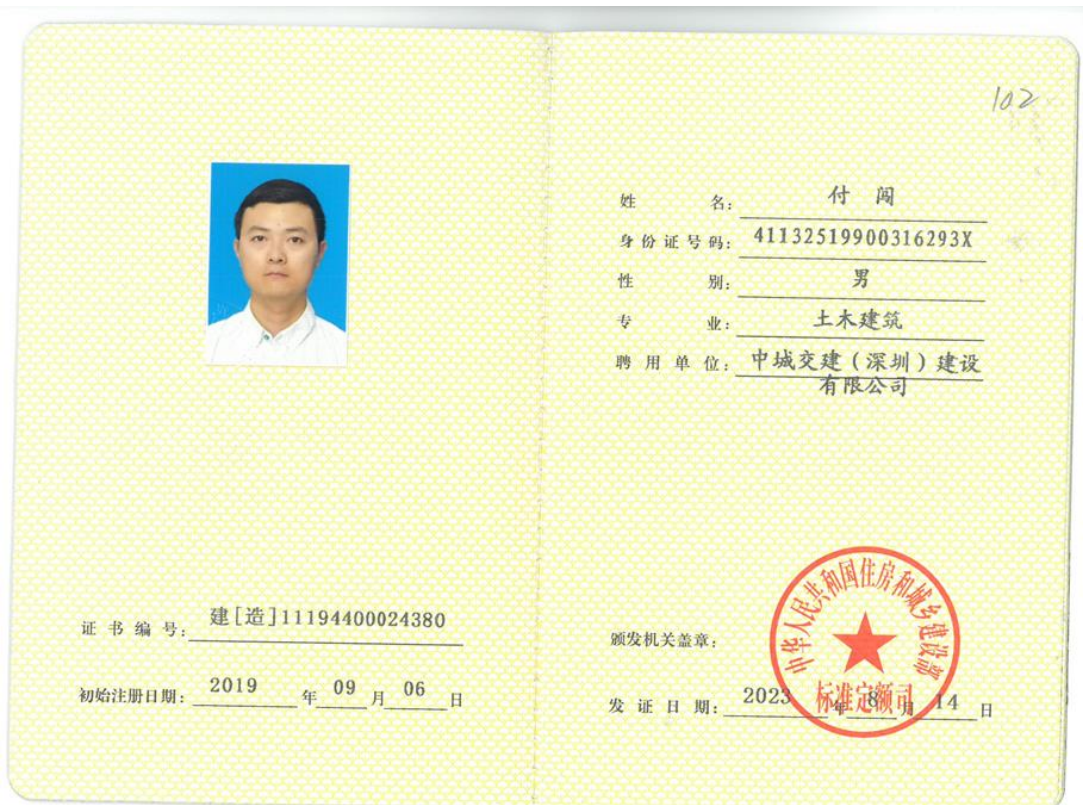 102
姓 名: 付 闯
身份证号码: 41132519900316293X
性 别: 男
专 业: 土木建筑
聘用单位: 中城交建(深圳)建设
有限公司
证书编号: 建[造]11194400024380
初始注册日期: 2019 年 09 月 06 日
颁发机关盖章:
中华人民共和国住房和城乡建设部
标准定额司
发证日期: 2023 年 8 月 14 日